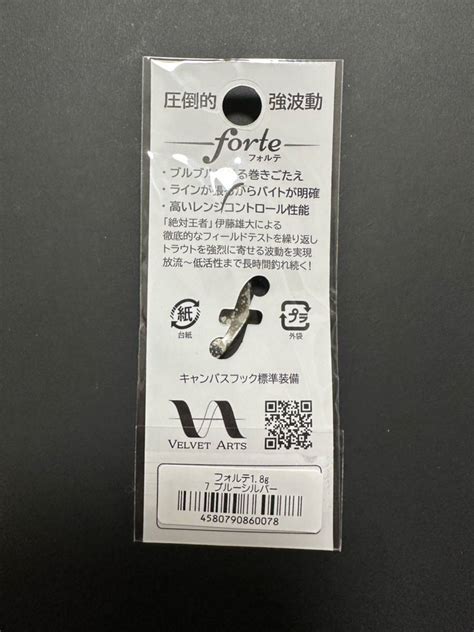 圧倒的 強波動
forte
フォルテ
・ブルブル る巻きごたえ
・ラインが張 からバイトが明確
・高いレンジコントロール性能
「絶対王者」伊藤雄大による
徹底的なフィールドテストを繰り返し
トラウトを強烈に寄せる波動を実現
放流～低活性まで長時間釣れ続く!
紙
台紙
f
プラ
外袋
キャンパスフック標準装備
VELVET ARTS
フォルテ1.8g
7 ブルーシルバー
4580790860078